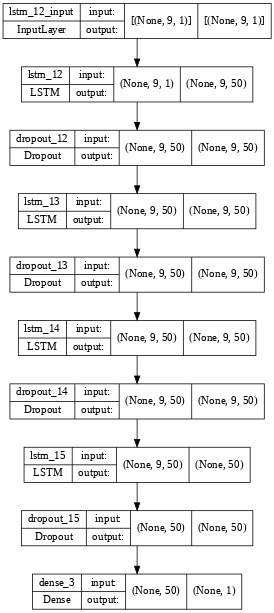 lstm_12_input input: [(None, 9, 1)] [(None, 9, 1)]
InputLayer output:
lstm_12 input: (None, 9, 1) (None, 9, 50)
LSTM output:
dropout_12 input: (None, 9, 50) (None, 9, 50)
Dropout output:
lstm_13 input: (None, 9, 50) (None, 9, 50)
LSTM output:
dropout_13 input: (None, 9, 50) (None, 9, 50)
Dropout output:
lstm_14 input: (None, 9, 50) (None, 9, 50)
LSTM output:
dropout_14 input: (None, 9, 50) (None, 9, 50)
Dropout output:
lstm_15 input: (None, 9, 50) (None, 50)
LSTM output:
dropout_15 input: (None, 50) (None, 50)
Dropout output:
dense_3 input: (None, 50) (None, 1)
Dense output: